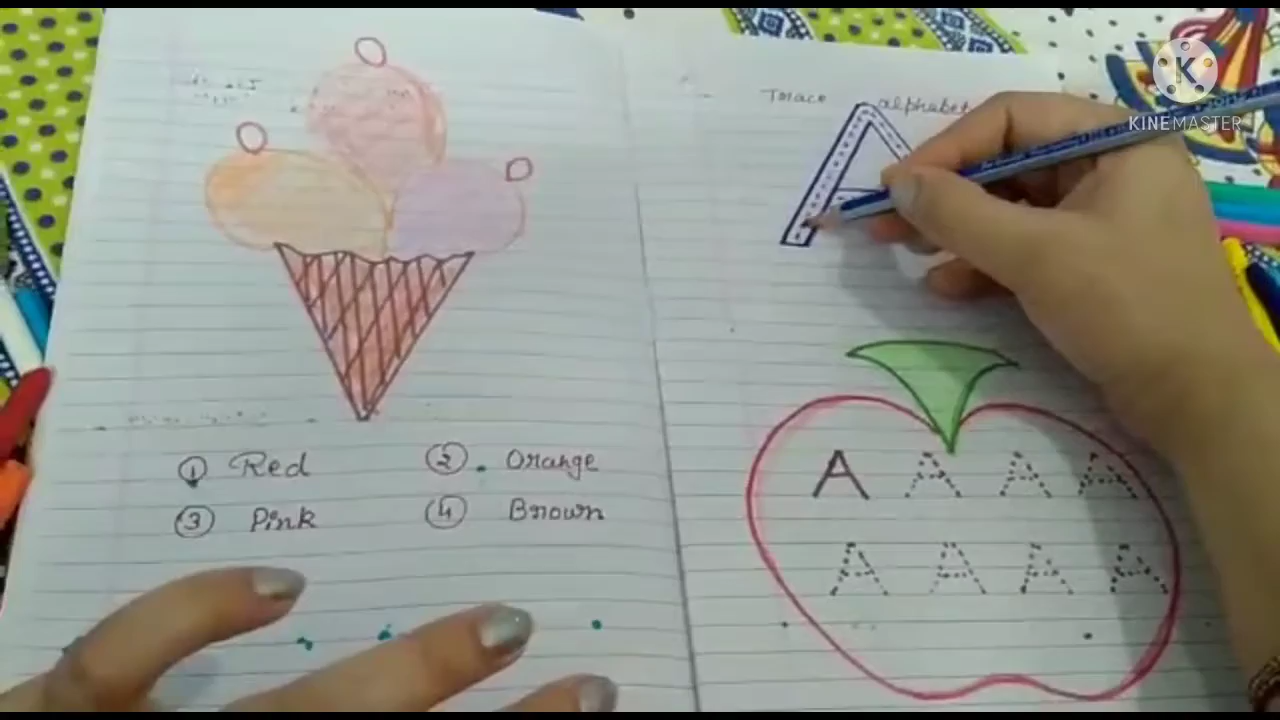 ① Red ② Orange
③ Pink ④ Brown
Trace alphabet
A
A A A A
A A A A
K
KINEMASTER